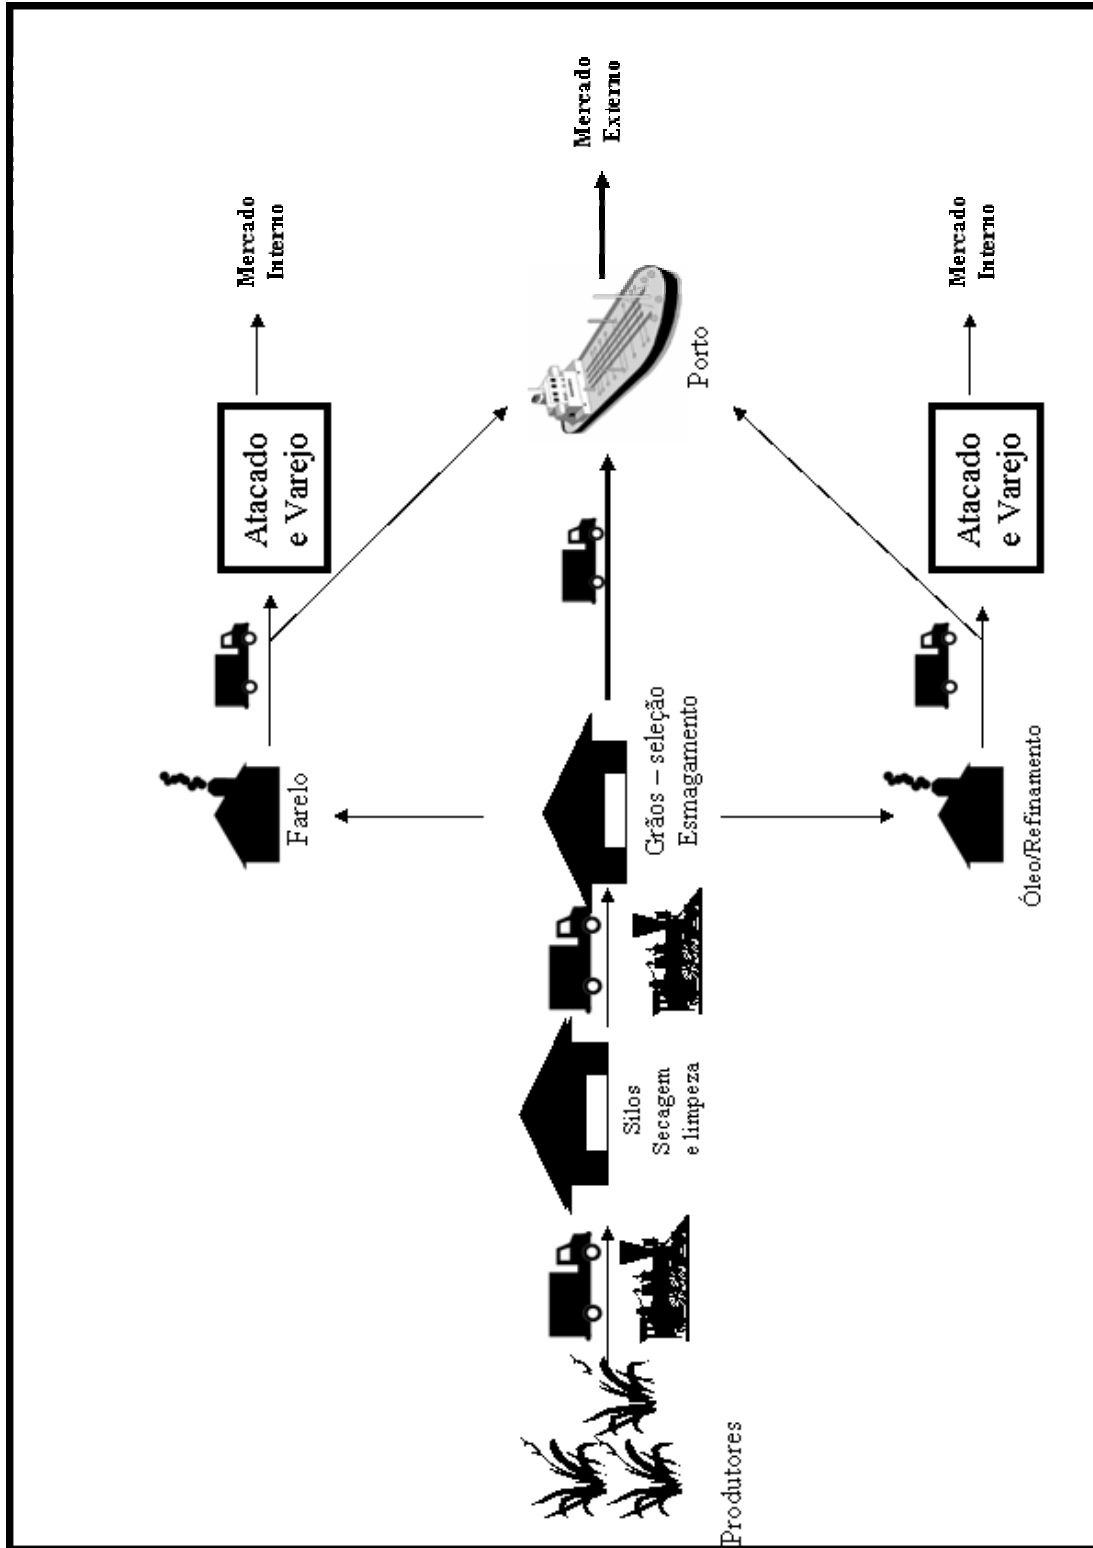 Produtores
Silos
Secagem
e limpeza
Grãos – seleção
Esmagamento
Farelo
Atacado
e Varejo
Mercado
Interno
Porto
Mercado
Externo
Óleo/Refinamento
Atacado
e Varejo
Mercado
Interno